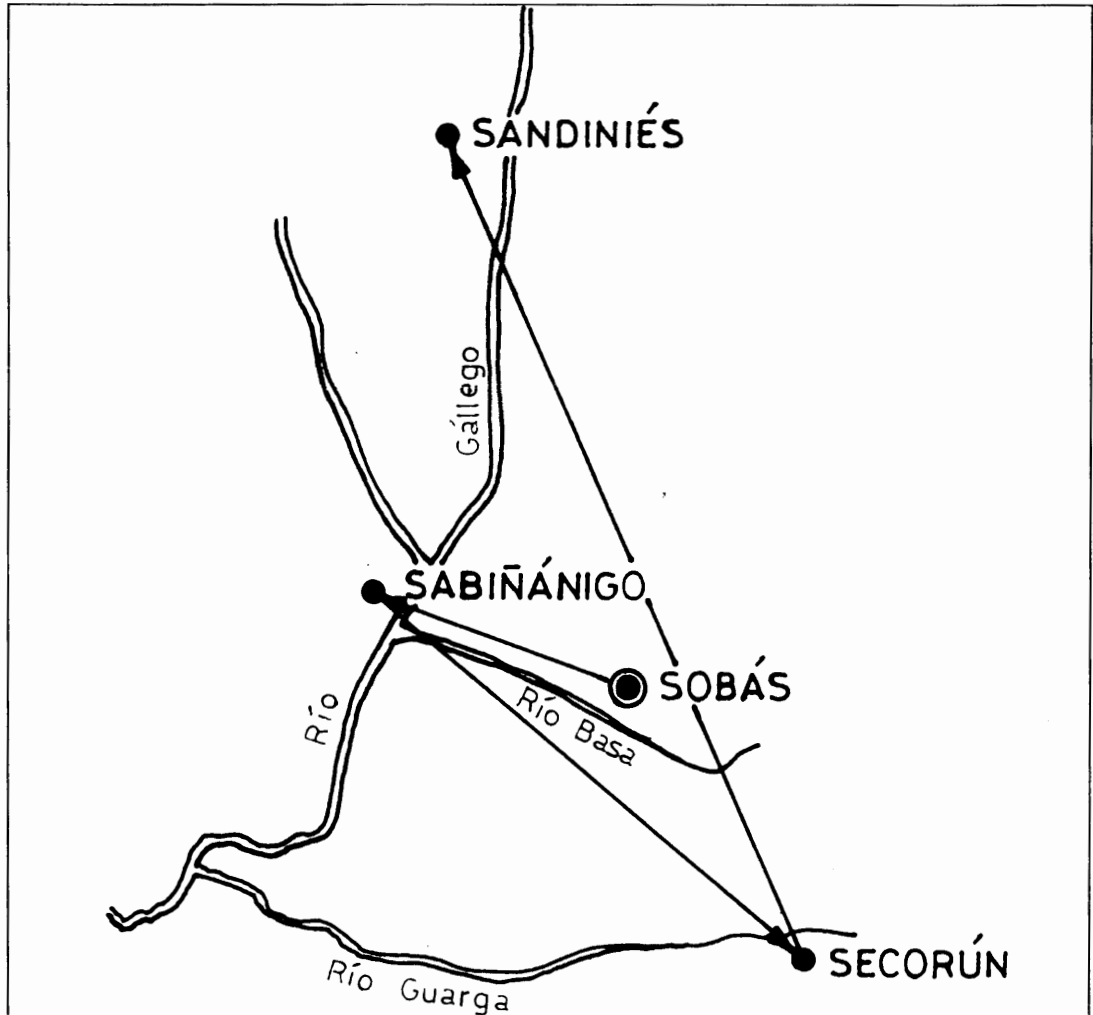 SANDINIÉS
Gállego
SABIÑÁNIGO
SOBÁS
Río
Río Basa
SECORÚN
Río Guarga